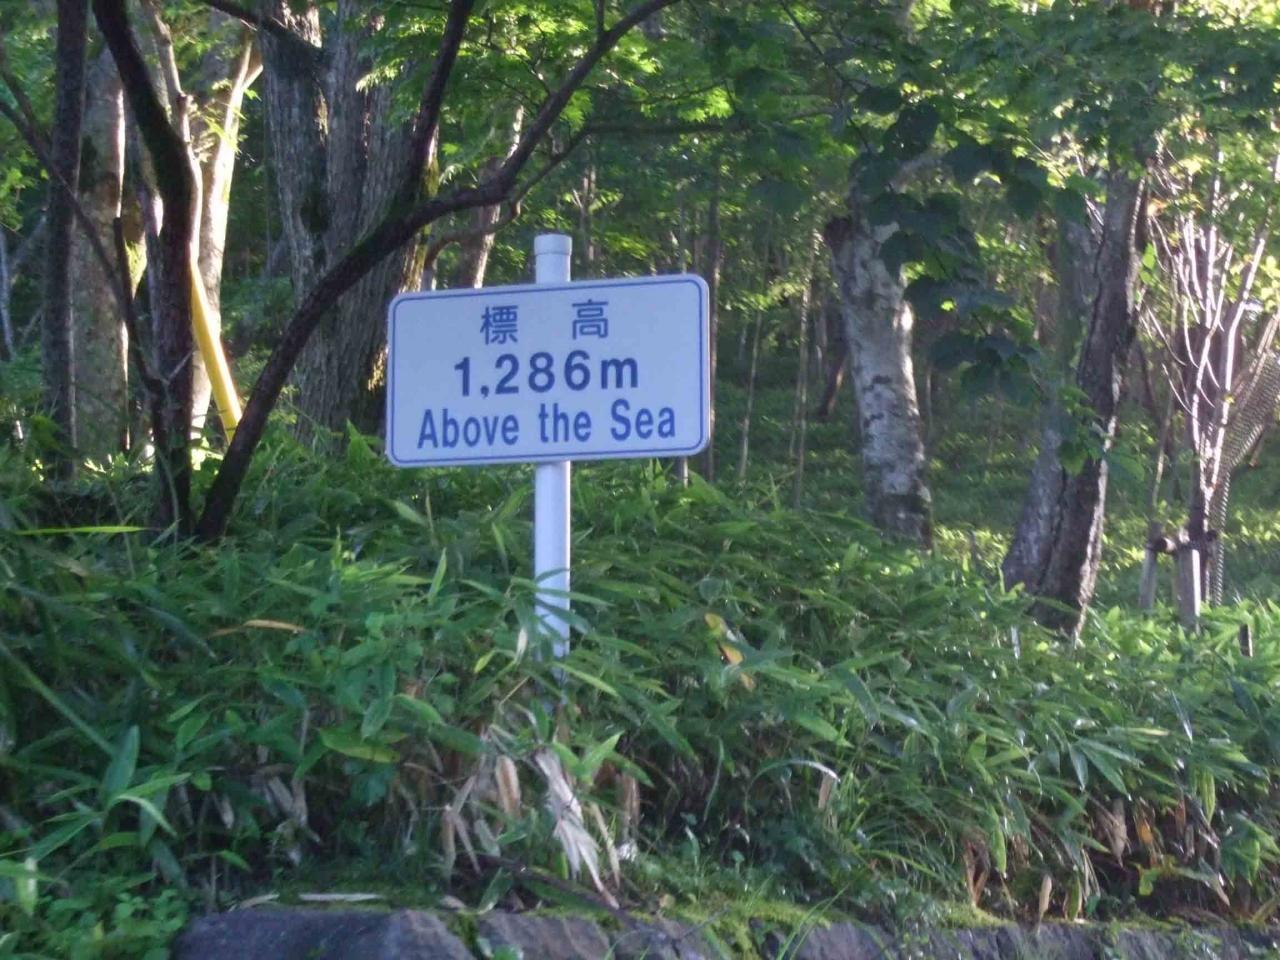 標 高
1,286m
Above the Sea